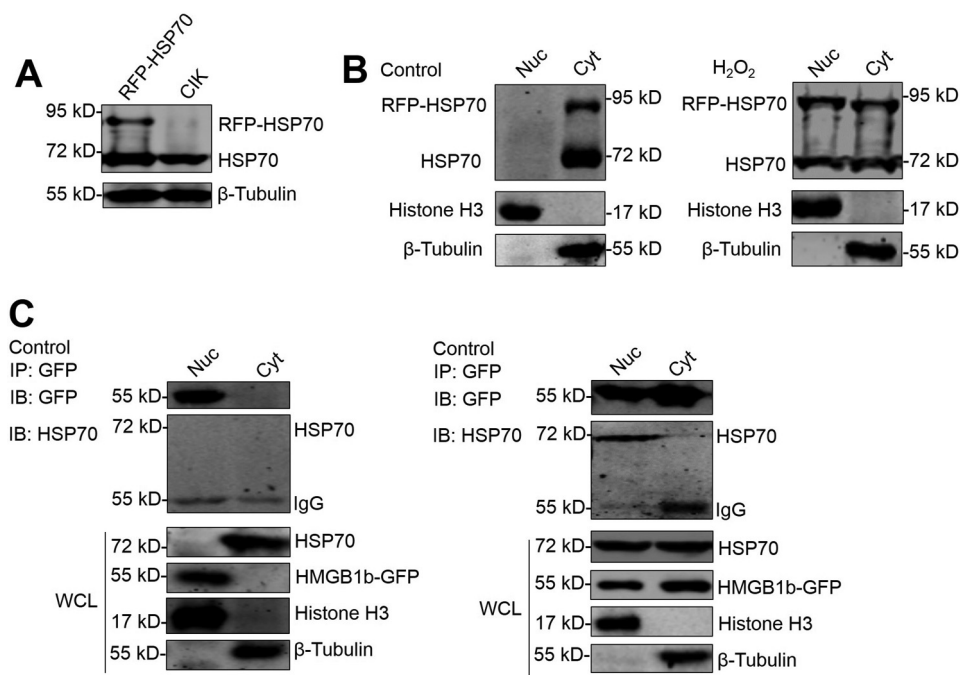 A
RFP-HSP70
CIK
95 kD
RFP-HSP70
72 kD
HSP70
55 kD
β-Tubulin
B
Control
Nuc
Cyt
RFP-HSP70
95 kD
HSP70
72 kD
Histone H3
17 kD
β-Tubulin
55 kD
H₂O₂
Nuc
Cyt
RFP-HSP70
95 kD
HSP70
72 kD
Histone H3
17 kD
β-Tubulin
55 kD
C
Control
IP: GFP
IB: GFP
IB: HSP70
Nuc
Cyt
55 kD
72 kD
HSP70
55 kD
IgG
WCL
72 kD
HSP70
55 kD
HMGB1b-GFP
17 kD
Histone H3
55 kD
β-Tubulin
Control
IP: GFP
IB: GFP
IB: HSP70
Nuc
Cyt
55 kD
72 kD
HSP70
55 kD
IgG
WCL
72 kD
HSP70
55 kD
HMGB1b-GFP
17 kD
Histone H3
55 kD
β-Tubulin